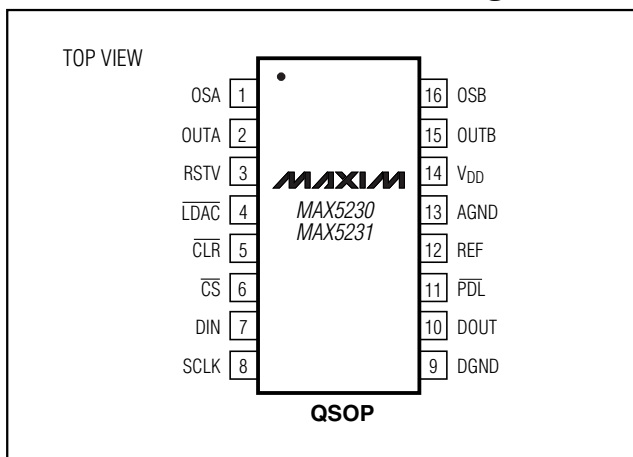 TOP VIEW
OSA 1 16 OSB
OUTA 2 15 OUTB
RSTV 3 14 VDD
MAXIM
LDAC 4 13 AGND
MAX5230
MAX5231
CLR 5 12 REF
CS 6 11 PDL
DIN 7 10 DOUT
SCLK 8 9 DGND
QSOP